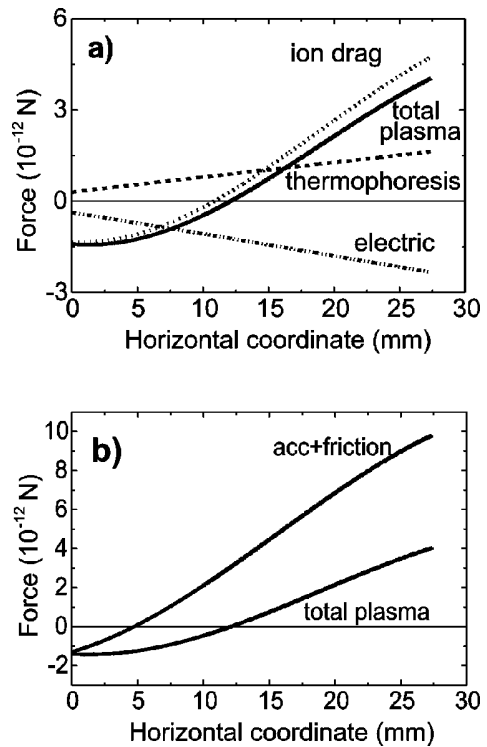 a)
ion drag
total
plasma
thermophoresis
electric
6
3
0
-3
Force (10⁻¹² N)
0 5 10 15 20 25 30
Horizontal coordinate (mm)
b)
acc+friction
total plasma
10
8
6
4
2
0
-2
Force (10⁻¹² N)
0 5 10 15 20 25 30
Horizontal coordinate (mm)